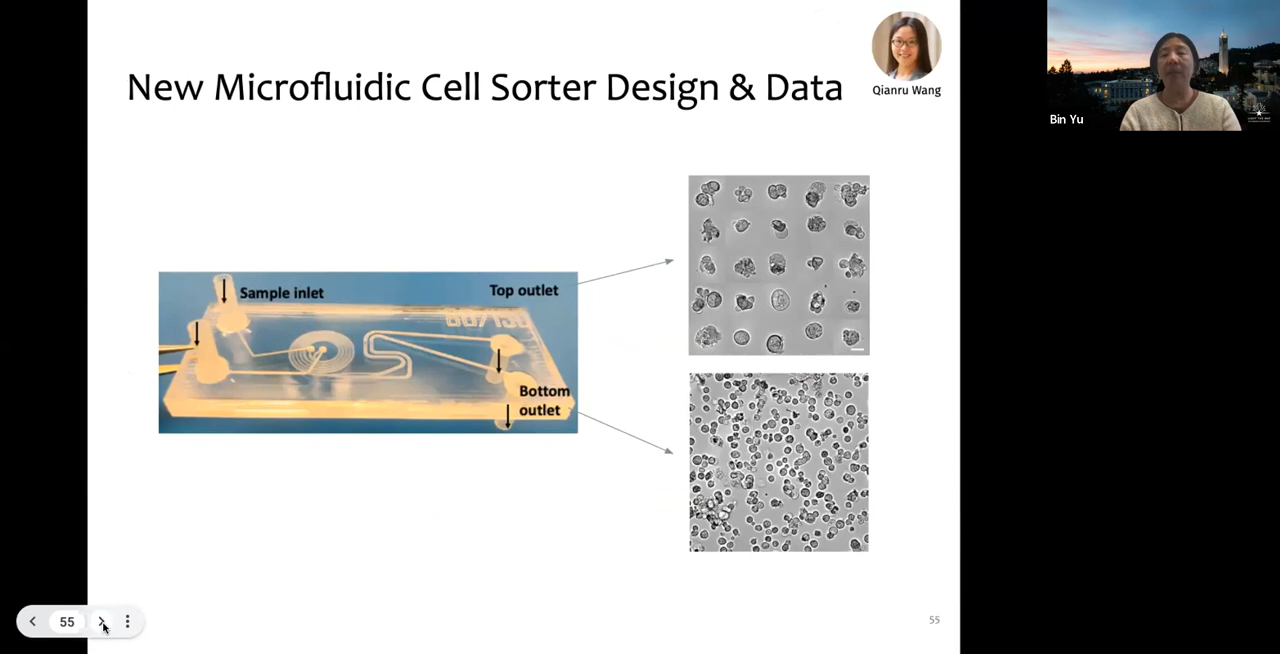 New Microfluidic Cell Sorter Design & Data
Qianru Wang
Bin Yu
Sample inlet
Top outlet
Bottom
outlet
55
55